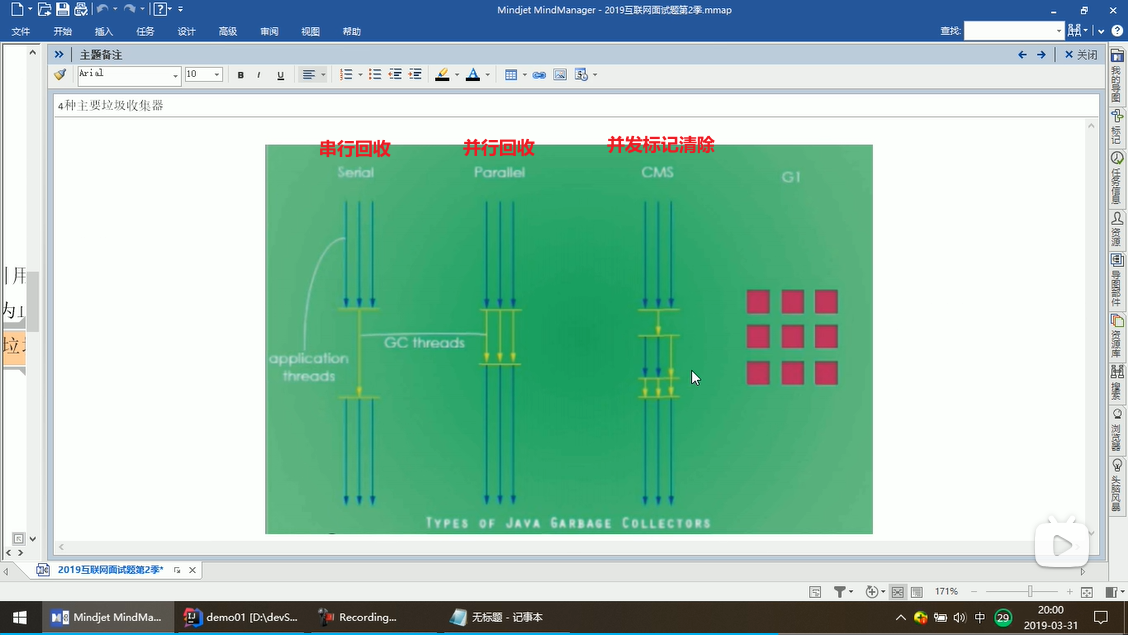 Mindjet MindManager - 2019互联网面试题第2季.mmap
文件 开始 插入 任务 设计 高级 审阅 视图 帮助 查找:
主题备注 关闭
Arial 10 B I U A
4种主要垃圾收集器
串行回收 并行回收 并发标记清除
Serial Parallel CMS G1
GC threads
application
threads
TYPES OF JAVA GARBAGE COLLECTORS
用
为
垃
我的导图
标记
任务信息
资源
导图部件
资源库
搜索
浏览器
头脑风暴
2019互联网面试题第2季*
171%
Mindjet MindMa... demo01 [D:\devS... Recording... 无标题 - 记事本 中 29 20:00
2019-03-31